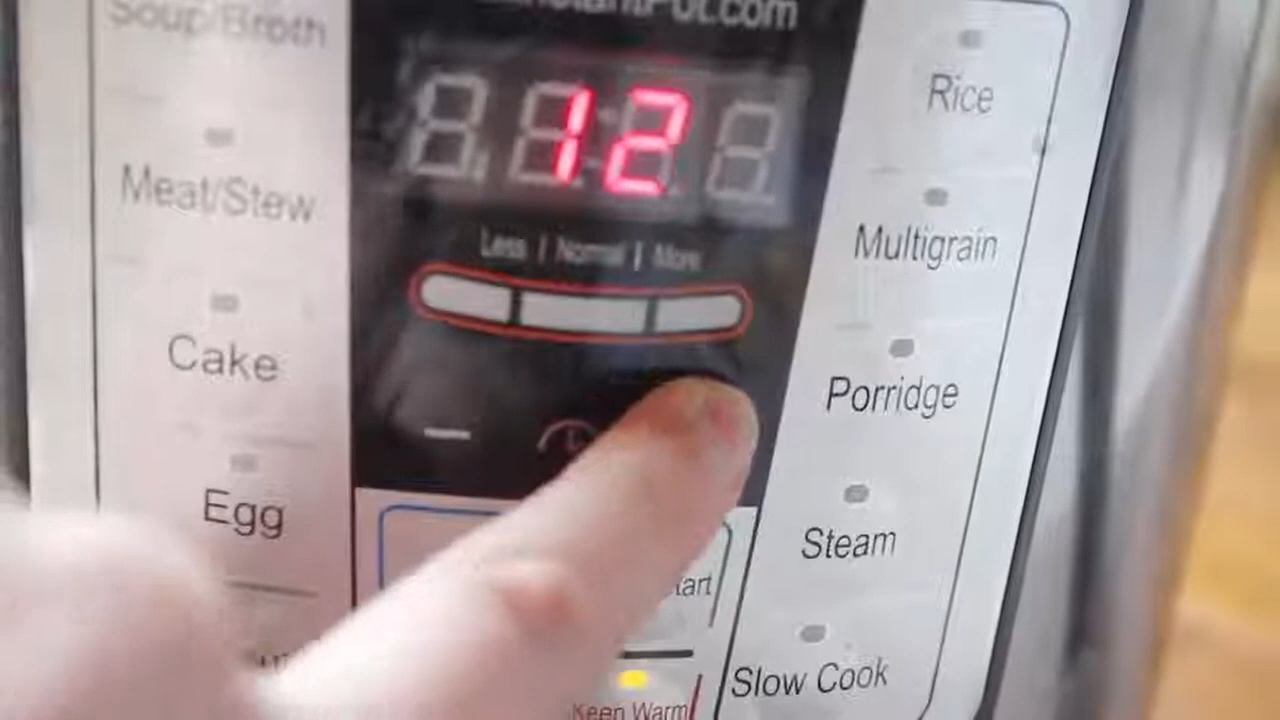 Soup/Broth
InstantPot.com
Rice
12
Meat/Stew
Less | Normal | More
Multigrain
Cake
Porridge
−
Egg
Steam
Slow Cook
Keep Warm